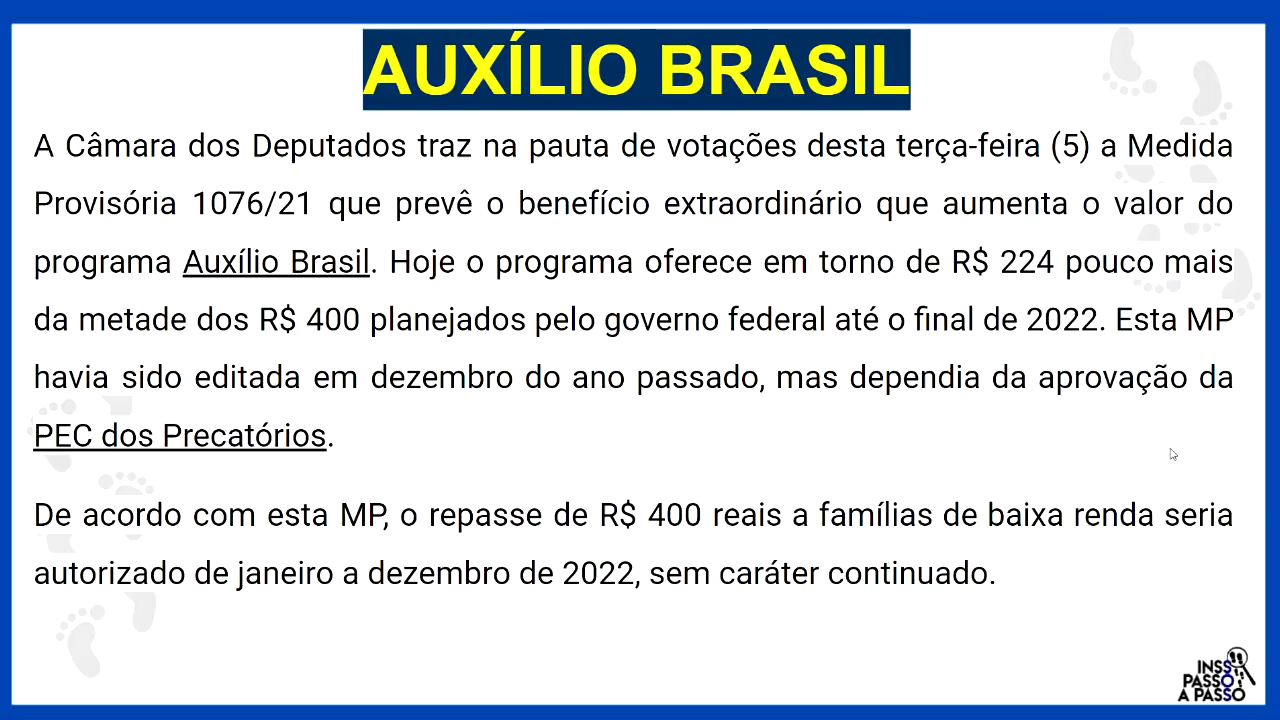 AUXÍLIO BRASIL
A Câmara dos Deputados traz na pauta de votações desta terça-feira (5) a Medida
Provisória 1076/21 que prevê o benefício extraordinário que aumenta o valor do
programa Auxílio Brasil. Hoje o programa oferece em torno de R$ 224 pouco mais
da metade dos R$ 400 planejados pelo governo federal até o final de 2022. Esta MP
havia sido editada em dezembro do ano passado, mas dependia da aprovação da
PEC dos Precatórios.
De acordo com esta MP, o repasse de R$ 400 reais a famílias de baixa renda seria
autorizado de janeiro a dezembro de 2022, sem caráter continuado.
INSS
PASSO
A PASSO